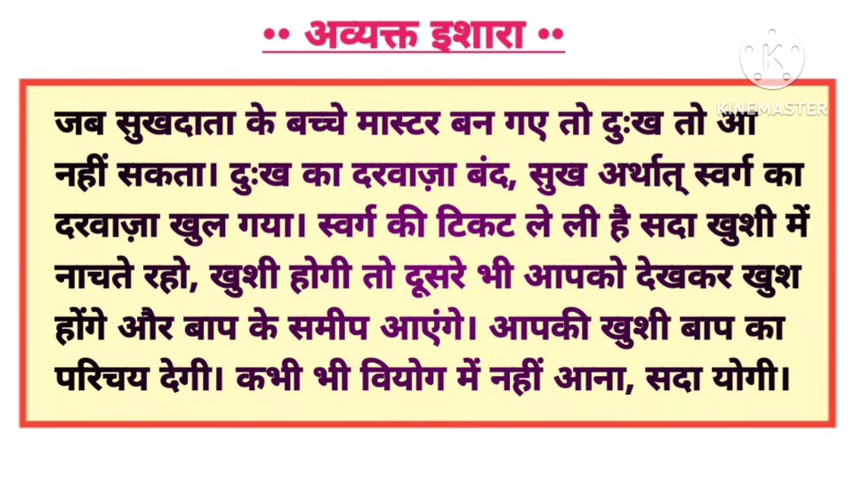 •• अव्यक्त इशारा ••
KINEMASTER
जब सुखदाता के बच्चे मास्टर बन गए तो दुःख तो आ
नहीं सकता। दुःख का दरवाज़ा बंद, सुख अर्थात् स्वर्ग का
दरवाज़ा खुल गया। स्वर्ग की टिकट ले ली है सदा खुशी में
नाचते रहो, खुशी होगी तो दूसरे भी आपको देखकर खुश
होंगे और बाप के समीप आएंगे। आपकी खुशी बाप का
परिचय देगी। कभी भी वियोग में नहीं आना, सदा योगी।